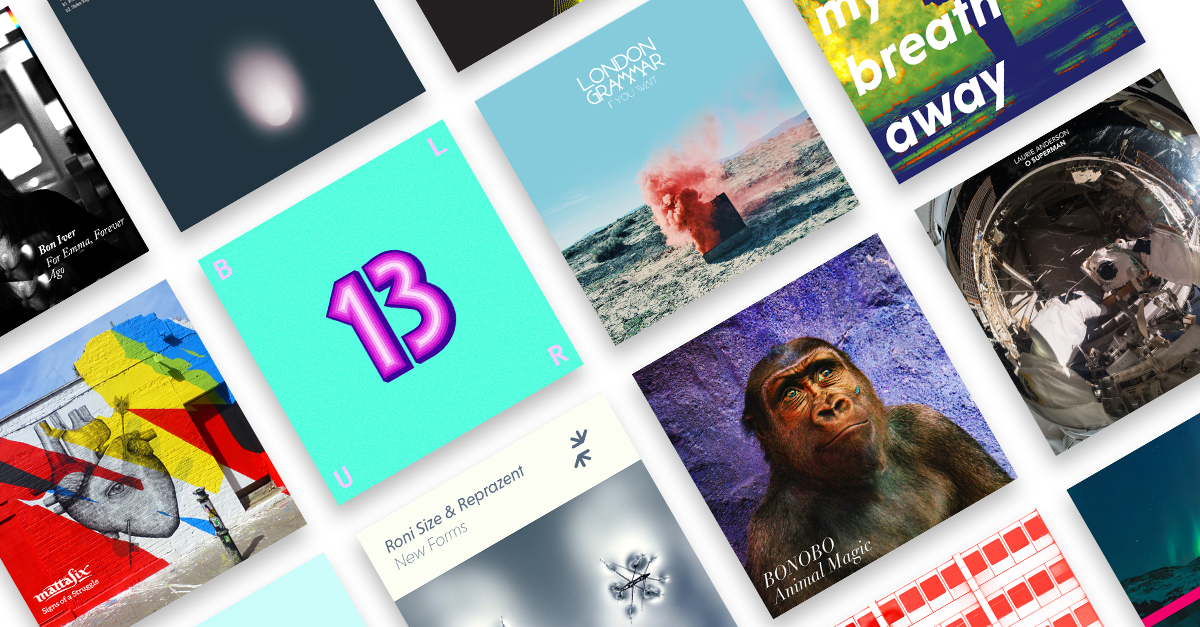 my
breath
away
LONDON
GRAMMAR
IF YOU WAIT
LAURIE ANDERSON
O SUPERMAN
L
B
13
R
U
Bon Iver
For Emma, Forever
Ago
mattafix
Signs of a Struggle
Roni Size & Reprazent
New Forms
BONOBO
Animal Magic